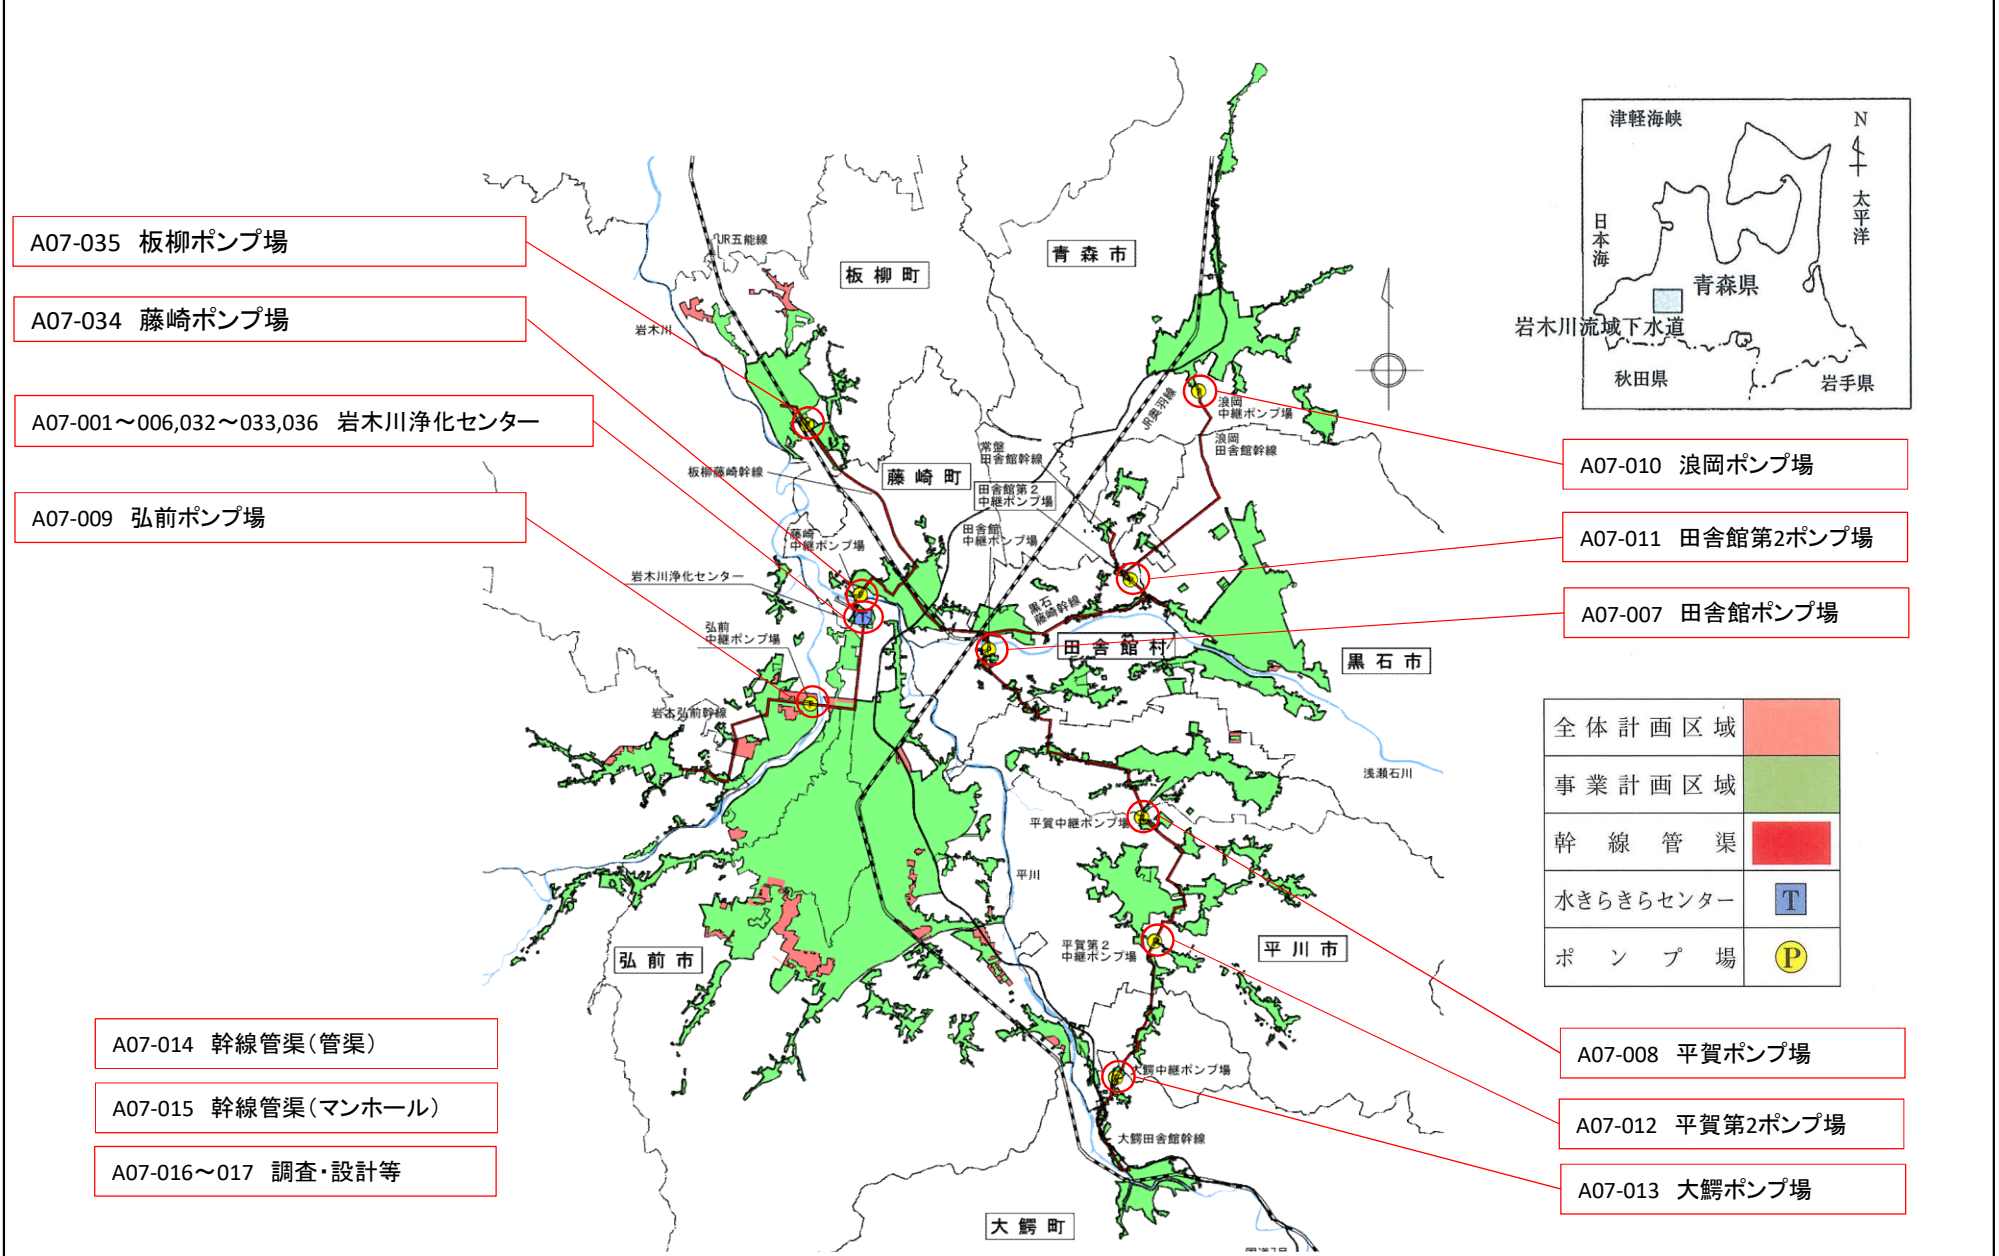 A07-035 板柳ポンプ場
A07-034 藤崎ポンプ場
A07-001～006,032～033,036 岩木川浄化センター
A07-009 弘前ポンプ場
A07-014 幹線管渠（管渠）
A07-015 幹線管渠（マンホール）
A07-016～017 調査・設計等
JR五能線
板柳町
青森市
岩木川
JR奥羽線
浪岡
中継ポンプ場
浪岡
田舎館幹線
常盤
田舎館幹線
板柳藤崎幹線
藤崎町
田舎館第2
中継ポンプ場
田舎館
中継ポンプ場
藤崎
中継ポンプ場
岩木川浄化センター
T
黒石
藤崎幹線
弘前
中継ポンプ場
田舎館村
黒石市
岩木弘前幹線
浅瀬石川
平賀中継ポンプ場
平川
平賀第2
中継ポンプ場
弘前市
平川市
大鰐中継ポンプ場
大鰐田舎館幹線
大鰐町
津軽海峡
N
太平洋
日本海
青森県
岩木川流域下水道
秋田県
岩手県
A07-010 浪岡ポンプ場
A07-011 田舎館第2ポンプ場
A07-007 田舎館ポンプ場
全体計画区域
事業計画区域
幹線管渠
水きらきらセンター T
ポンプ場 P
A07-008 平賀ポンプ場
A07-012 平賀第2ポンプ場
A07-013 大鰐ポンプ場